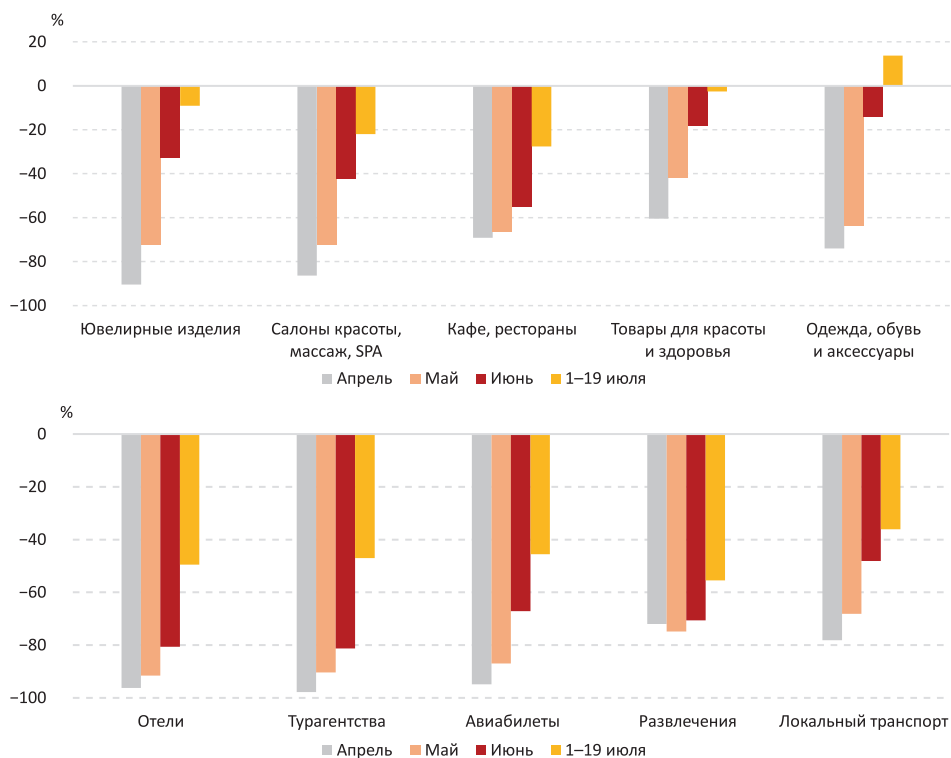 %
20
0
−20
−40
−60
−80
−100
Ювелирные изделия
Салоны красоты,
массаж, SPA
Кафе, рестораны
Товары для красоты
и здоровья
Одежда, обувь
и аксессуары
Апрель Май Июнь 1–19 июля
%
0
−20
−40
−60
−80
−100
Отели Турагентства Авиабилеты Развлечения Локальный транспорт
Апрель Май Июнь 1–19 июля